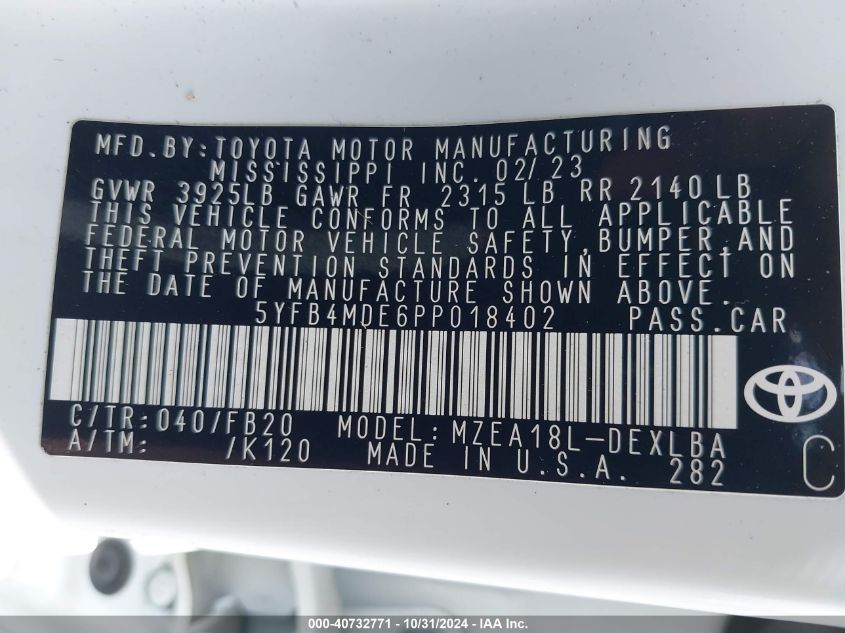 MFD.BY:TOYOTA MOTOR MANUFACTURING
MISSISSIPPI INC. 02/23
GVWR 3925LB GAWR FR 2315 LB RR 2140 LB
THIS VEHICLE CONFORMS TO ALL APPLICABLE
FEDERAL MOTOR VEHICLE SAFETY,BUMPER,AND
THEFT PREVENTION STANDARDS IN EFFECT ON
THE DATE OF MANUFACTURE SHOWN ABOVE.
5YFB4MDE6PP018402 PASS.CAR
C/TR:040/FB20 MODEL:MZEA18L-DEXLBA
A/TM: /K120 MADE IN U.S.A. 282
C
000-40732771 - 10/31/2024 - IAA Inc.